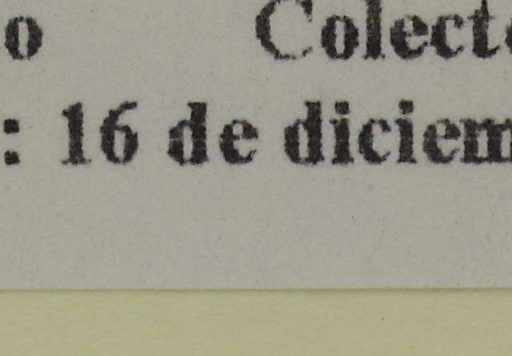 o Colect
: 16 de diciem